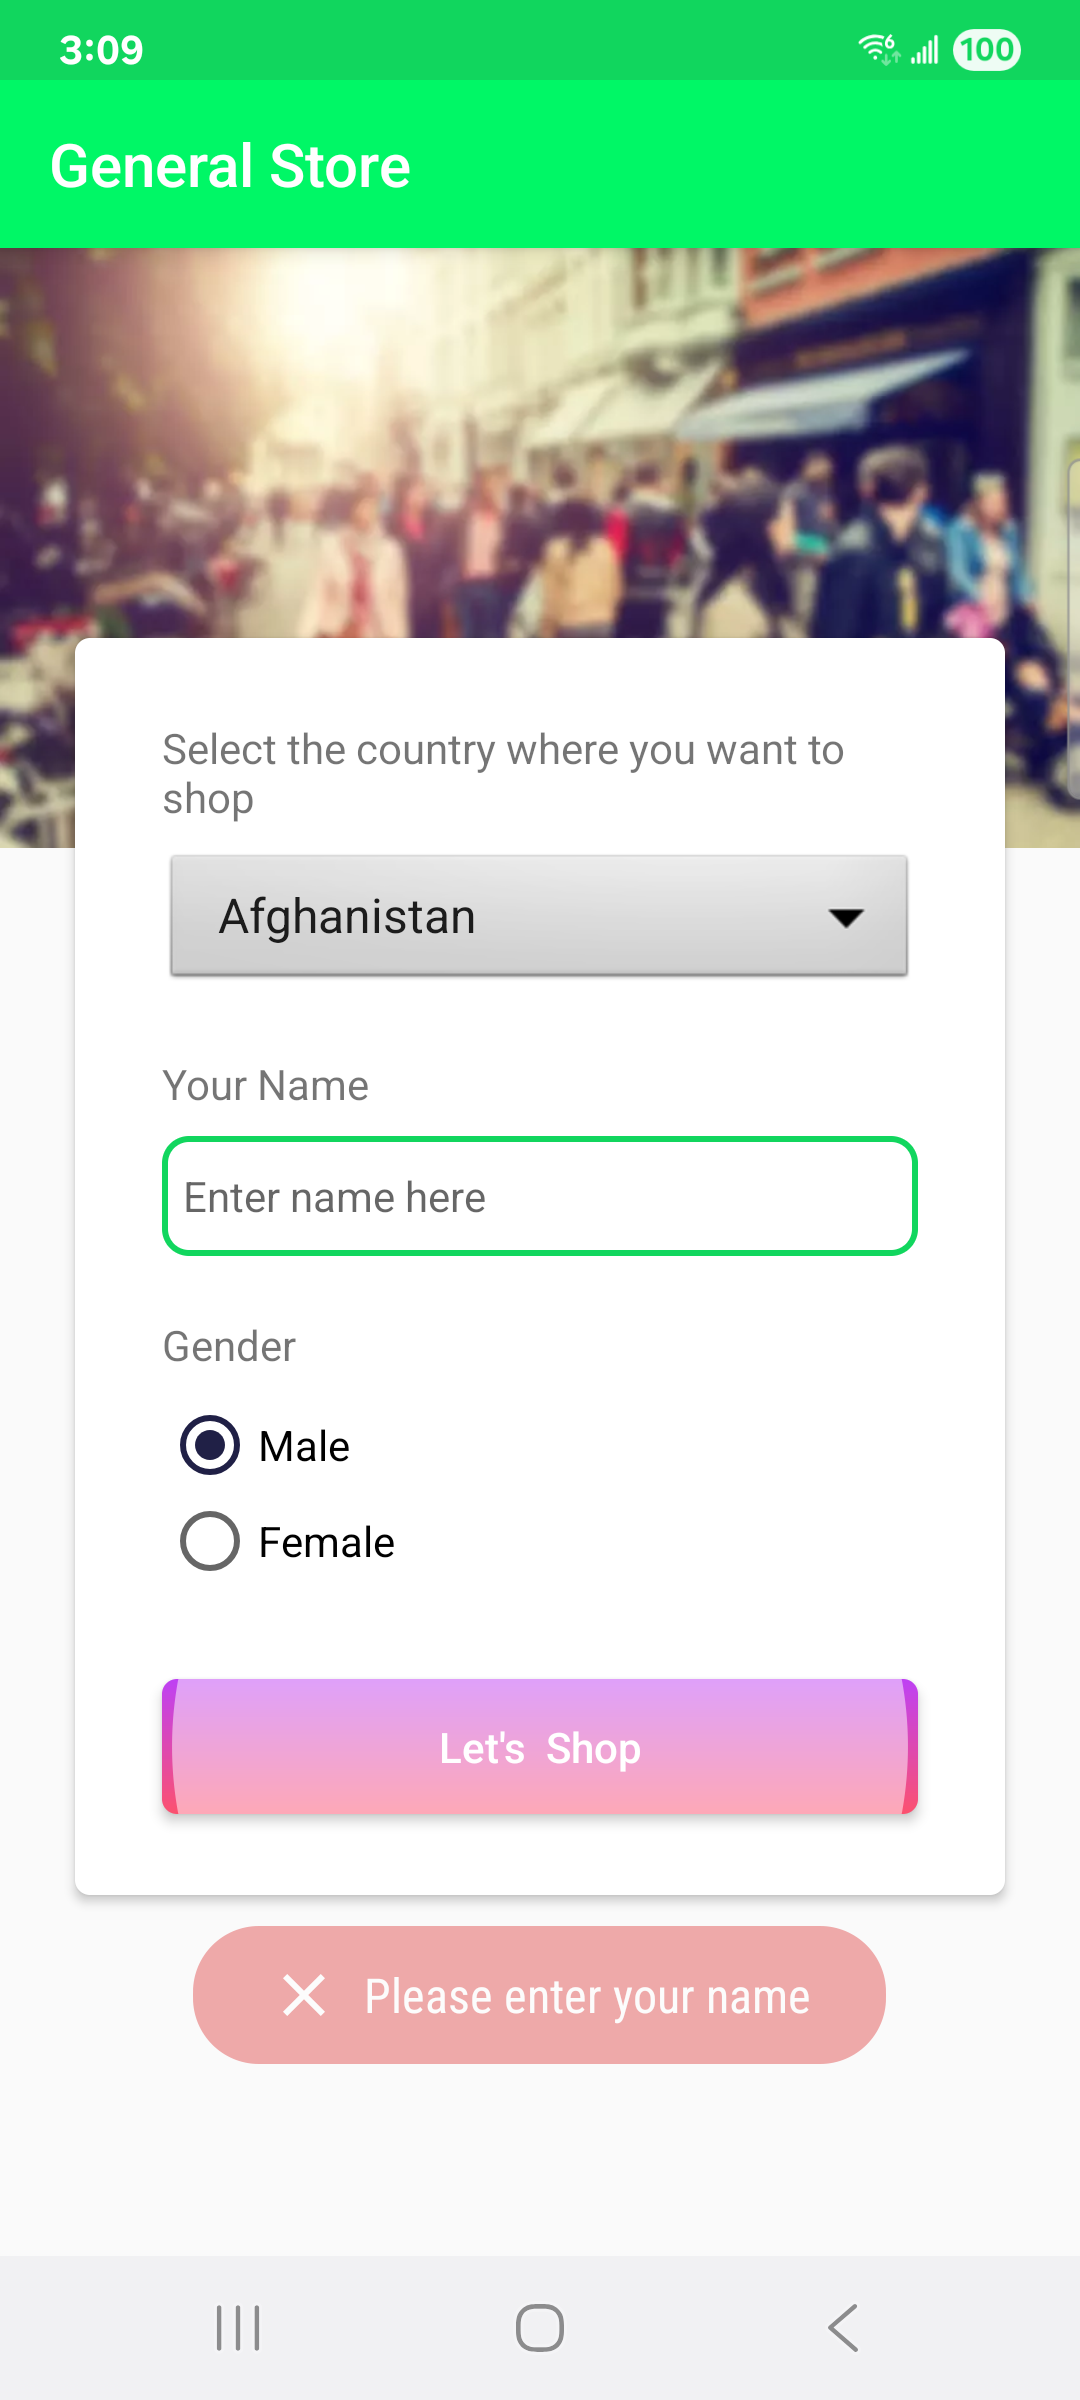 3:09
6
100
General Store
Select the country where you want to
shop
Afghanistan
Your Name
Enter name here
Gender
Male
Female
Let's  Shop
Please enter your name